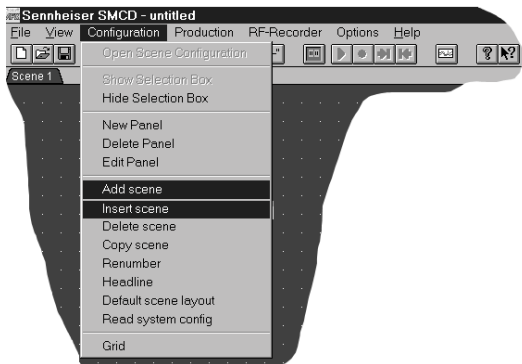 Sennheiser SMCD - untitled
File View Configuration Production RF-Recorder Options Help
Scene 1
Open Scene Configuration
Show Selection Box
Hide Selection Box
New Panel
Delete Panel
Edit Panel
Add scene
Insert scene
Delete scene
Copy scene
Renumber
Headline
Default scene layout
Read system config
Grid